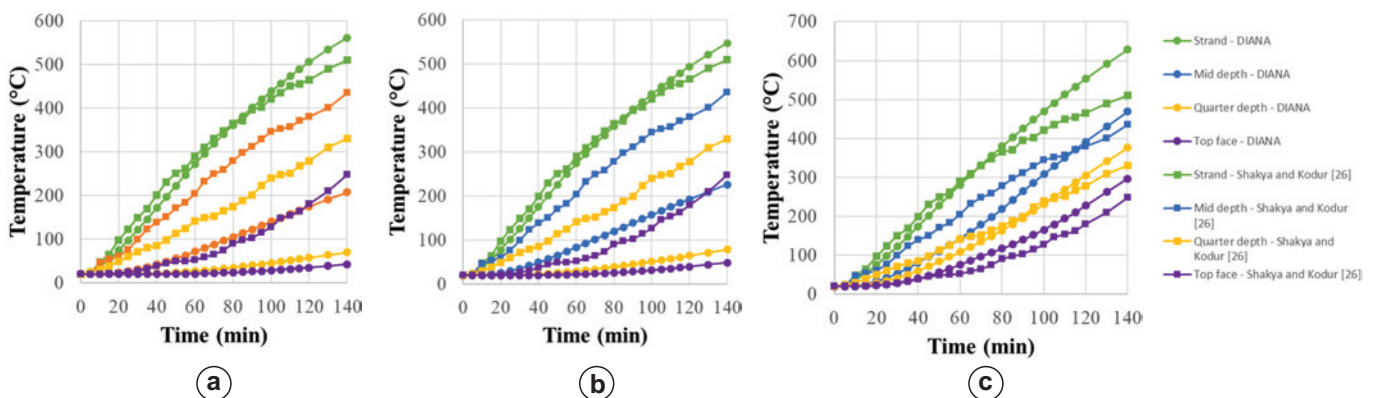 600
500
400
300
200
100
0
0 20 40 60 80 100 120 140
Temperature (°C)
Time (min)
a
600
500
400
300
200
100
0
0 20 40 60 80 100 120 140
Temperature (°C)
Time (min)
b
700
600
500
400
300
200
100
0
0 20 40 60 80 100 120 140
Temperature (°C)
Time (min)
c
Strand - DIANA
Mid depth - DIANA
Quarter depth - DIANA
Top face - DIANA
Strand - Shakya and Kodur [26]
Mid depth - Shakya and Kodur
[26]
Quarter depth - Shakya and
Kodur [26]
Top face - Shakya and Kodur [26]